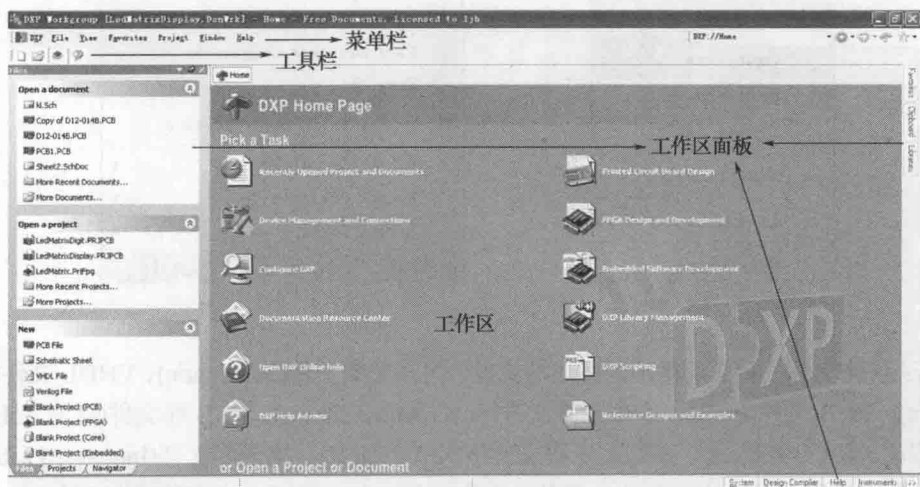 DXP Workgroup [LedMatrixDisplay.DsnWrk] - Home - Free Documents. Licensed to ljb
DXP File View Favorites Project Window Help
菜单栏
DXP://Home
工具栏
Files
Home
Favorites
Clipboard
Libraries
Open a document
kl.Sch
Copy of D12-014B.PCB
D12-014B.PCB
PCB1.PCB
Sheet2.SchDoc
More Recent Documents...
More Documents...
Open a project
LedMatrixDigit.PRJPCB
LedMatrixDisplay.PRJPCB
LedMatric.PrjFpg
More Recent Projects...
More Projects...
New
PCB File
Schematic Sheet
VHDL File
Verilog File
Blank Project (PCB)
Blank Project (FPGA)
Blank Project (Core)
Blank Project (Embedded)
Files Projects Navigator
DXP Home Page
Pick a Task
工作区面板
Recently Opened Project and Documents
Printed Circuit Board Design
Device Management and Connections
FPGA Design and Development
Configure DXP
Embedded Software Development
Documentation Resource Center
DXP Library Management
工作区
Open DXP Online help
DXP Scripting
DXP Help Advisor
Reference Designs and Examples
DXP
or Open a Project or Document
System Design Compiler Help Instruments